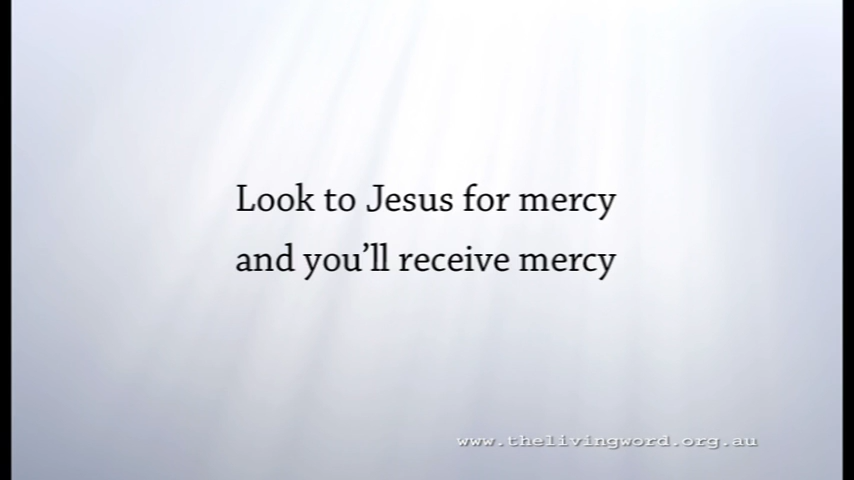 Look to Jesus for mercy
and you’ll receive mercy
www.thelivingword.org.au